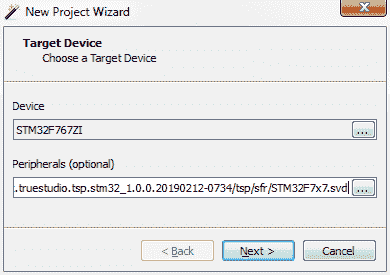 New Project Wizard
Target Device
Choose a Target Device
Device
STM32F767ZI
...
Peripherals (optional)
:.truestudio.tsp.stm32_1.0.0.20190212-0734/tsp/sfr/STM32F7x7.svd
...
< Back
Next >
Cancel